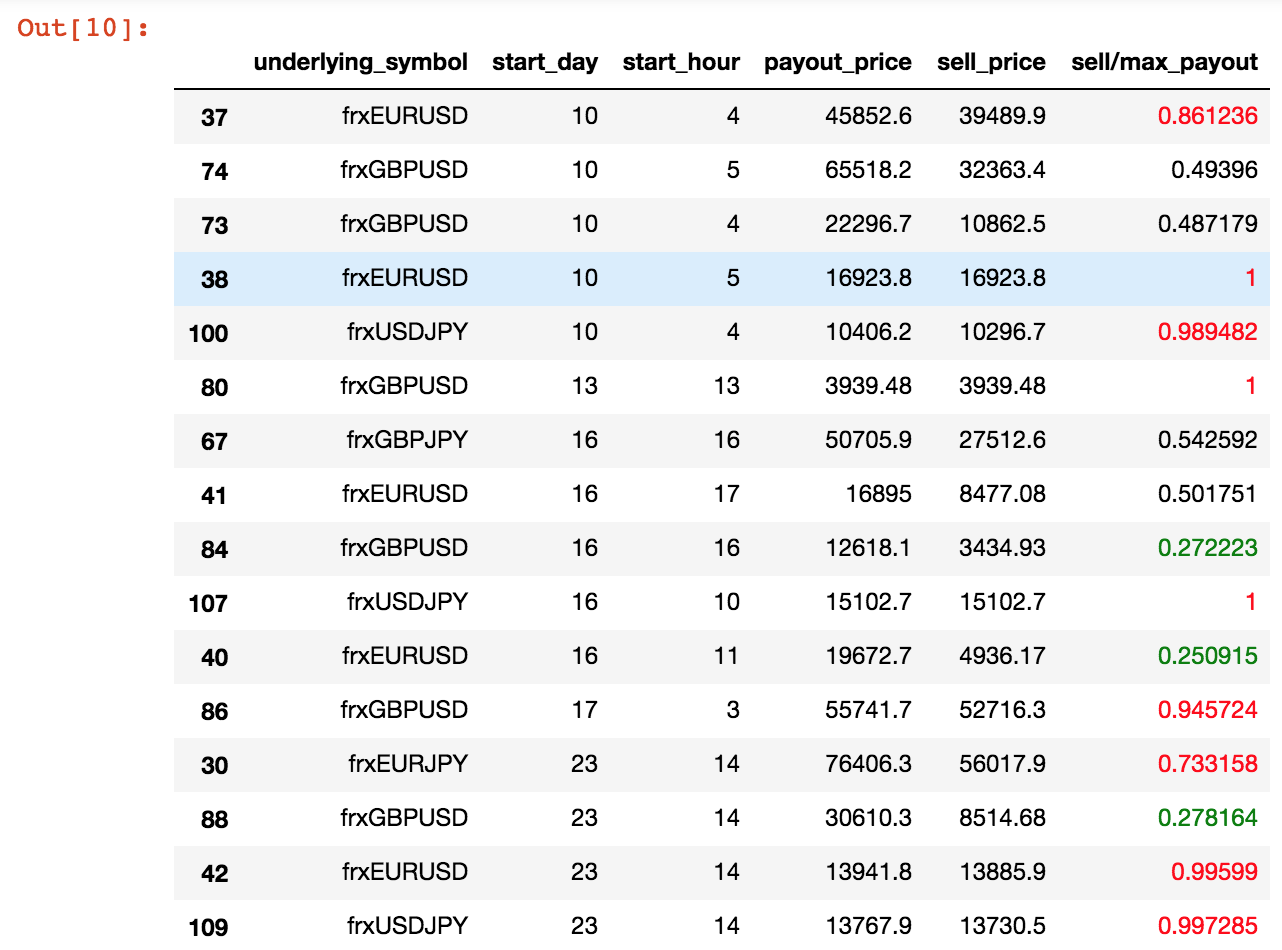 Out[10]:
underlying_symbol start_day start_hour payout_price sell_price sell/max_payout
37 frxEURUSD 10 4 45852.6 39489.9 0.861236
74 frxGBPUSD 10 5 65518.2 32363.4 0.49396
73 frxGBPUSD 10 4 22296.7 10862.5 0.487179
38 frxEURUSD 10 5 16923.8 16923.8 1
100 frxUSDJPY 10 4 10406.2 10296.7 0.989482
80 frxGBPUSD 13 13 3939.48 3939.48 1
67 frxGBPJPY 16 16 50705.9 27512.6 0.542592
41 frxEURUSD 16 17 16895 8477.08 0.501751
84 frxGBPUSD 16 16 12618.1 3434.93 0.272223
107 frxUSDJPY 16 10 15102.7 15102.7 1
40 frxEURUSD 16 11 19672.7 4936.17 0.250915
86 frxGBPUSD 17 3 55741.7 52716.3 0.945724
30 frxEURJPY 23 14 76406.3 56017.9 0.733158
88 frxGBPUSD 23 14 30610.3 8514.68 0.278164
42 frxEURUSD 23 14 13941.8 13885.9 0.99599
109 frxUSDJPY 23 14 13767.9 13730.5 0.997285